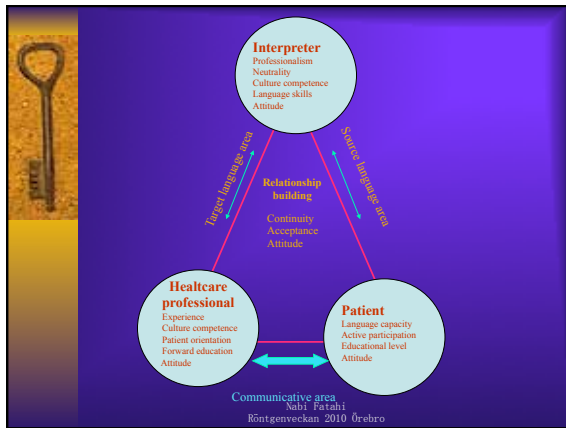 Interpreter
Professionalism
Neutrality
Culture competence
Language skills
Attitude
Target language area
Source language area
Relationship
building
Continuity
Acceptance
Attitude
Healtcare
professional
Experience
Culture competence
Patient orientation
Forward education
Attitude
Patient
Language capacity
Active participation
Educational level
Attitude
Communicative area
Nabi Fatahi
Röntgenveckan 2010 Örebro